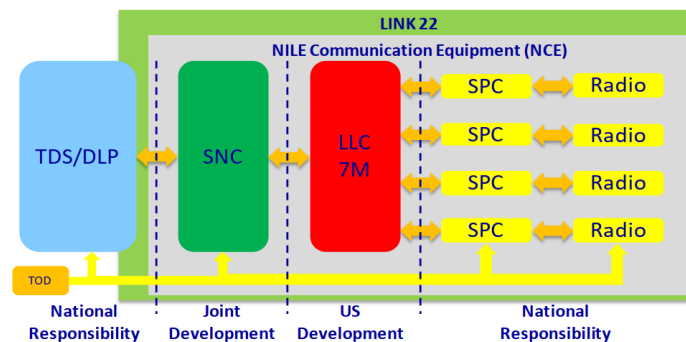 LINK 22
NILE Communication Equipment (NCE)
TDS/DLP
SNC
LLC
7M
SPC
Radio
SPC
Radio
SPC
Radio
SPC
Radio
TOD
National
Responsibility
Joint
Development
US
Development
National
Responsibility